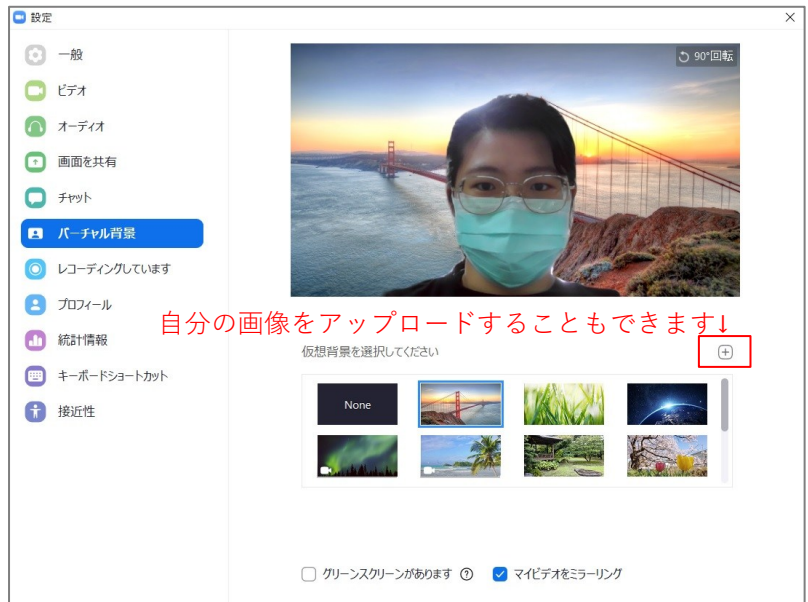 設定
一般
ビデオ
オーディオ
画面を共有
チャット
バーチャル背景
レコーディングしています
プロフィール
統計情報
キーボードショートカット
接近性
90°回転
自分の画像をアップロードすることもできます↓
仮想背景を選択してください
None
グリーンスクリーンがあります
マイビデオをミラーリング